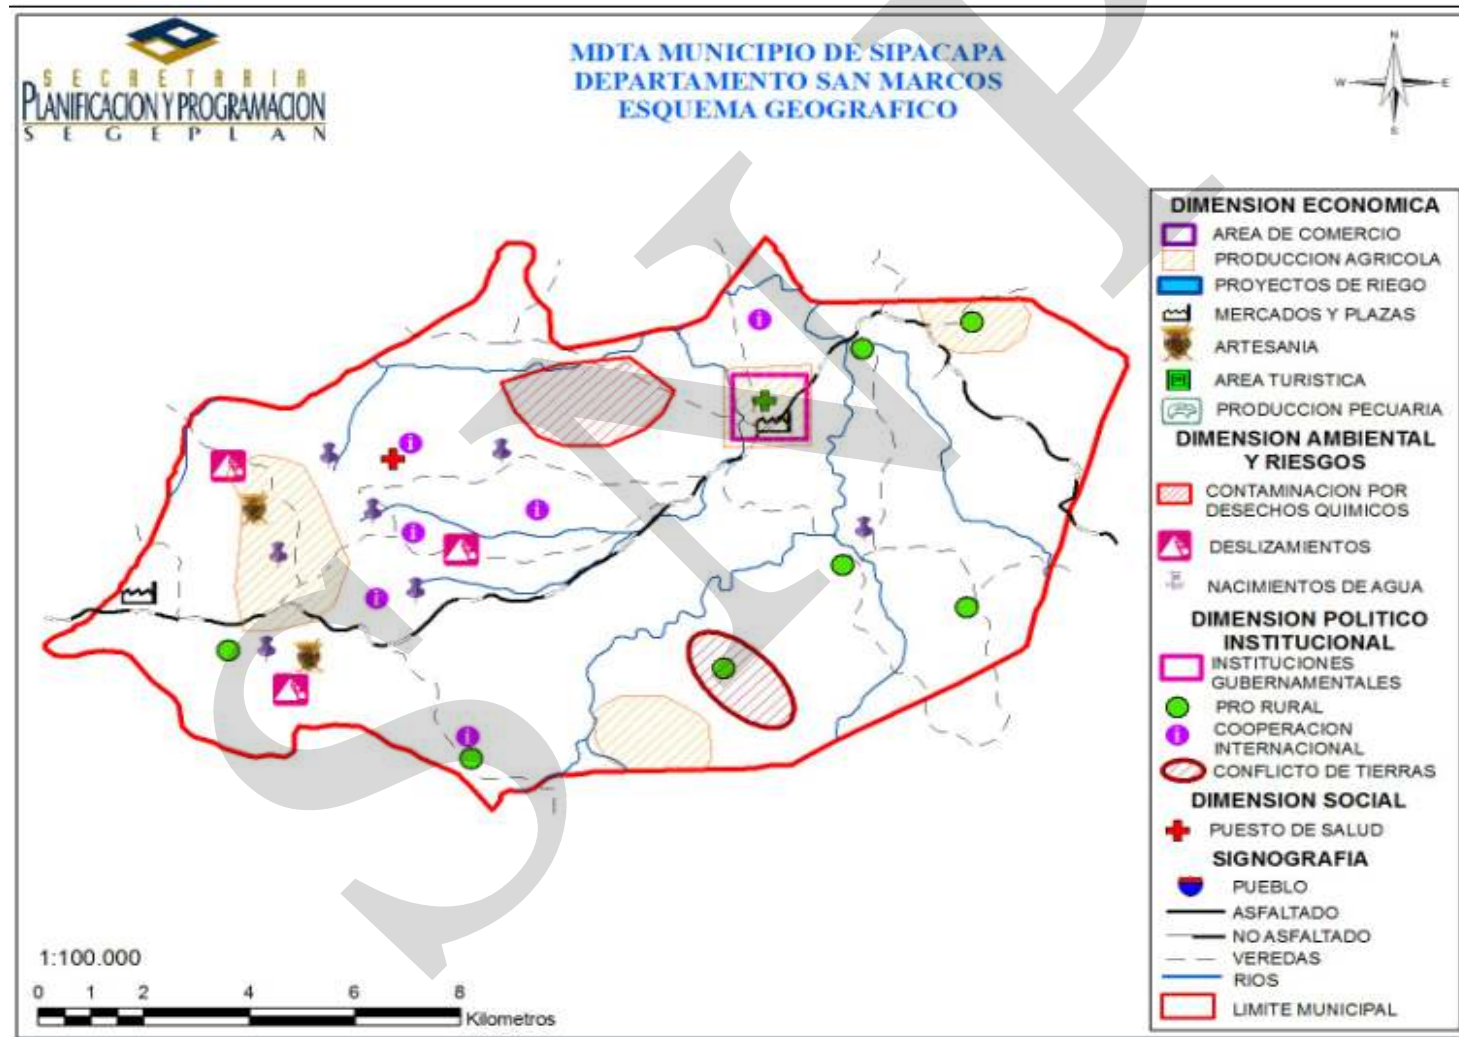 SECRETARIA
PLANIFICACION Y PROGRAMACION
SEGEPLAN
MDTA MUNICIPIO DE SIPACAPA
DEPARTAMENTO SAN MARCOS
ESQUEMA GEOGRAFICO
N
W
E
S
DIMENSION ECONOMICA
AREA DE COMERCIO
PRODUCCION AGRICOLA
PROYECTOS DE RIEGO
MERCADOS Y PLAZAS
ARTESANIA
AREA TURISTICA
PRODUCCION PECUARIA
DIMENSION AMBIENTAL
Y RIESGOS
CONTAMINACION POR
DESECHOS QUIMICOS
DESLIZAMIENTOS
NACIMIENTOS DE AGUA
DIMENSION POLITICO
INSTITUCIONAL
INSTITUCIONES
GUBERNAMENTALES
PRO RURAL
COOPERACION
INTERNACIONAL
CONFLICTO DE TIERRAS
DIMENSION SOCIAL
PUESTO DE SALUD
SIGNOGRAFIA
PUEBLO
ASFALTADO
NO ASFALTADO
VEREDAS
RIOS
LIMITE MUNICIPAL
1:100.000
0 1 2 4 6 8
Kilometros